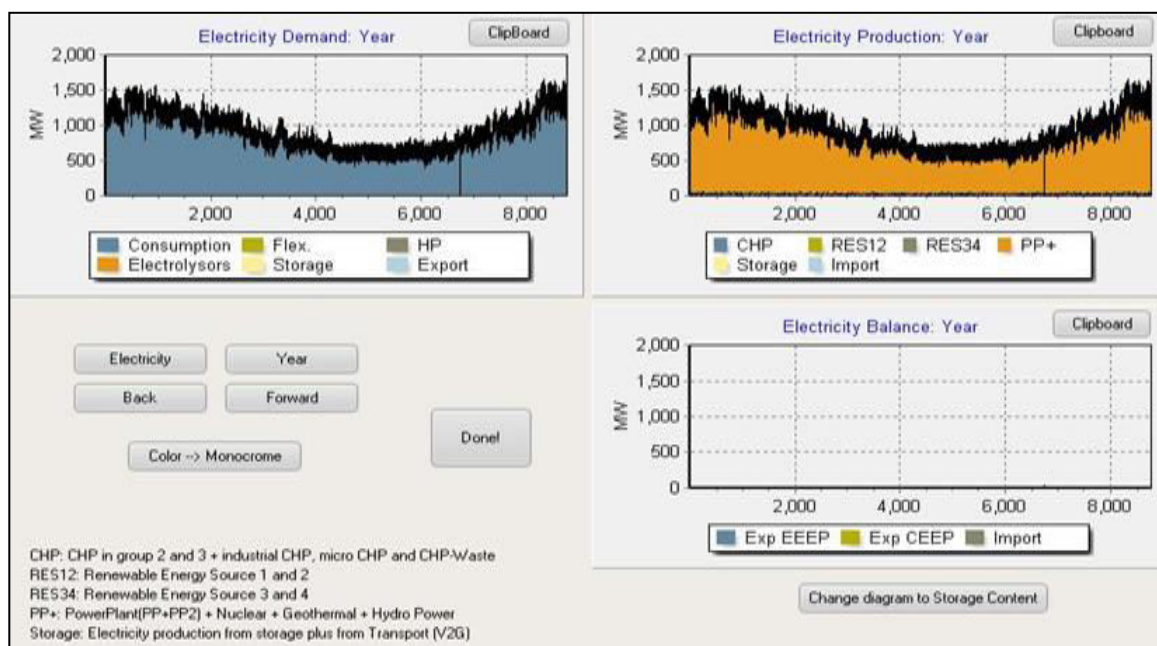 Electricity Demand: Year
ClipBoard
MW
2,000
1,500
1,000
500
0
2,000 4,000 6,000 8,000
Consumption Flex. HP
Electrolysors Storage Export
Electricity Production: Year
Clipboard
MW
2,000
1,500
1,000
500
0
2,000 4,000 6,000 8,000
CHP RES12 RES34 PP+
Storage Import
Electricity Year
Back Forward
Color --> Monocrome
Done!
Electricity Balance: Year
Clipboard
MW
2,000
1,500
1,000
500
0
2,000 4,000 6,000 8,000
Exp EEEP Exp CEEP Import
CHP: CHP in group 2 and 3 + industrial CHP, micro CHP and CHP-Waste
RES12: Renewable Energy Source 1 and 2
RES34: Renewable Energy Source 3 and 4
PP+: PowerPlant(PP+PP2) + Nuclear + Geothermal + Hydro Power
Storage: Electricity production from storage plus from Transport (V2G)
Change diagram to Storage Content